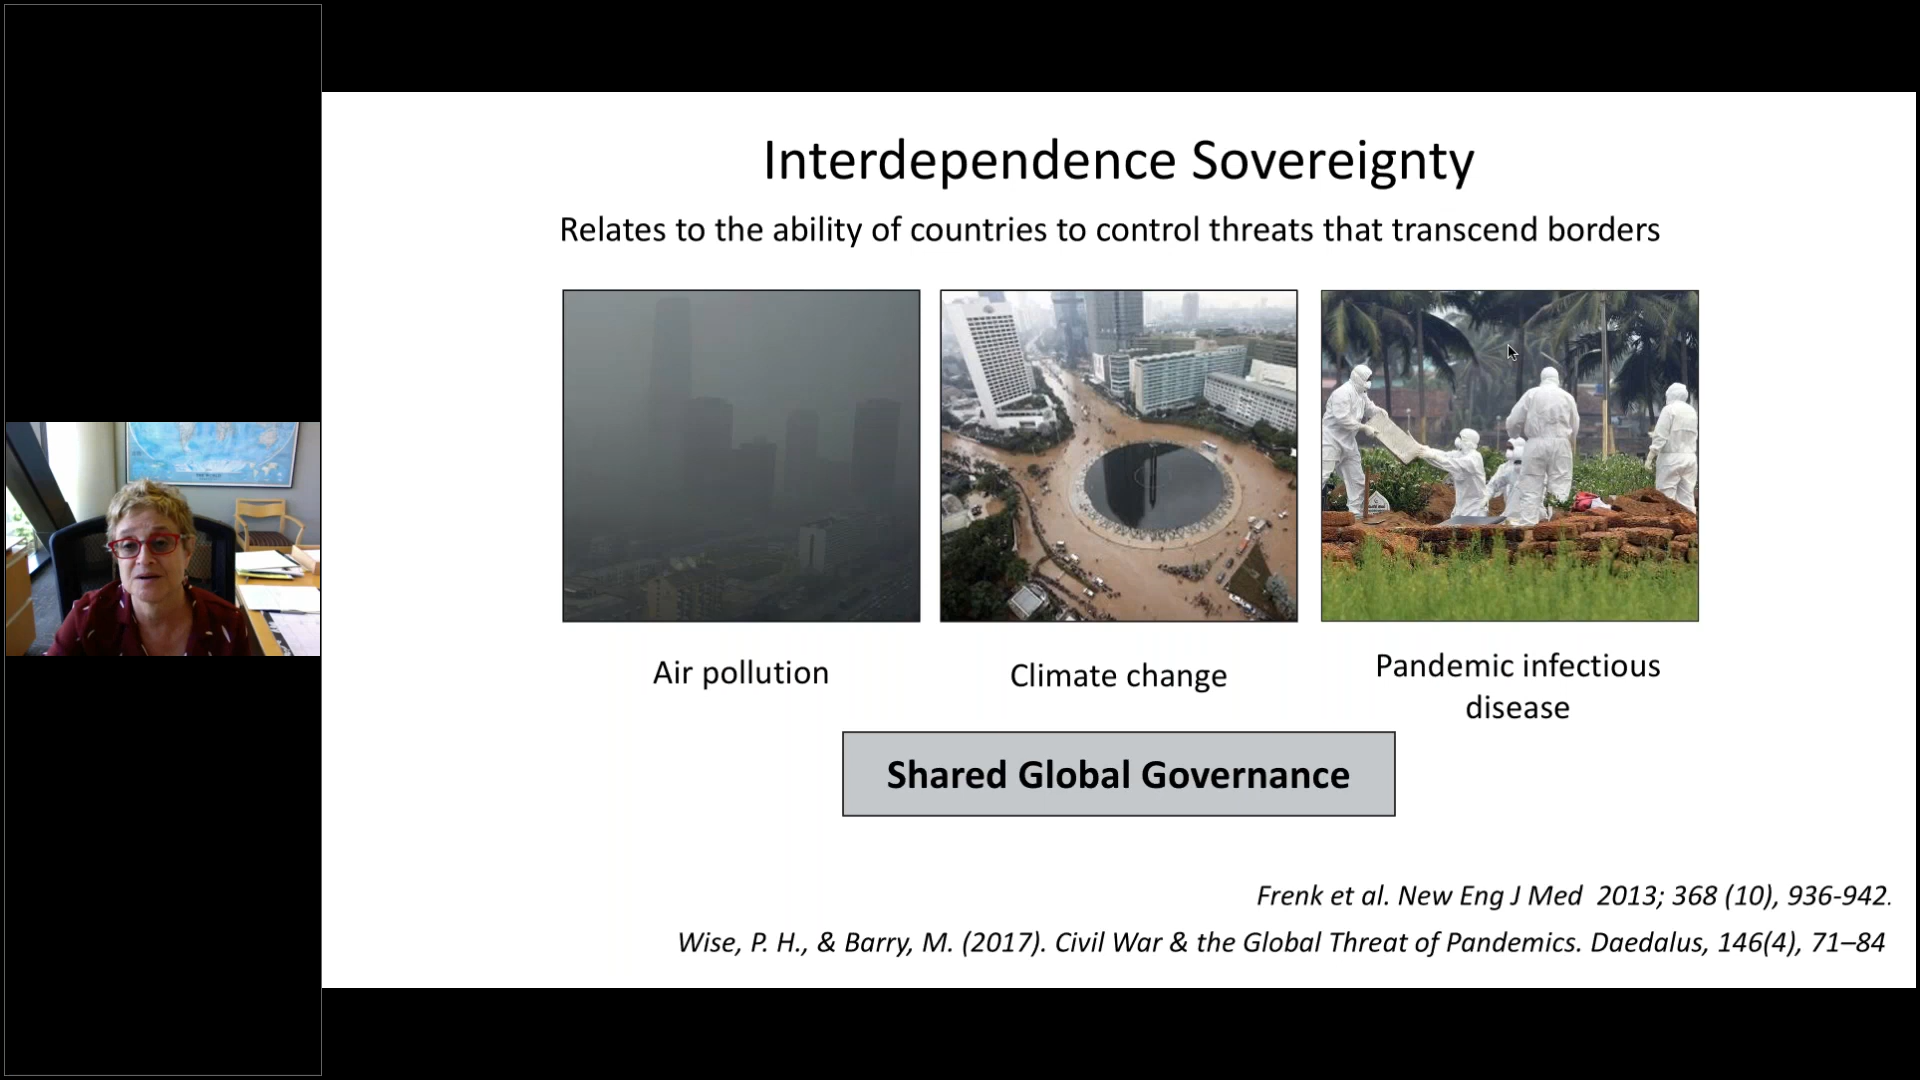 Interdependence Sovereignty
Relates to the ability of countries to control threats that transcend borders
Air pollution
Climate change
Pandemic infectious
disease
Shared Global Governance
Frenk et al. New Eng J Med 2013; 368 (10), 936-942.
Wise, P. H., & Barry, M. (2017). Civil War & the Global Threat of Pandemics. Daedalus, 146(4), 71–84